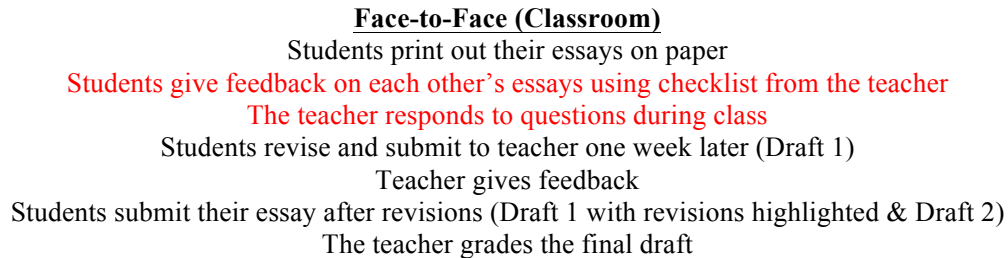 Face-to-Face (Classroom)
Students print out their essays on paper
Students give feedback on each other’s essays using checklist from the teacher
The teacher responds to questions during class
Students revise and submit to teacher one week later (Draft 1)
Teacher gives feedback
Students submit their essay after revisions (Draft 1 with revisions highlighted & Draft 2)
The teacher grades the final draft